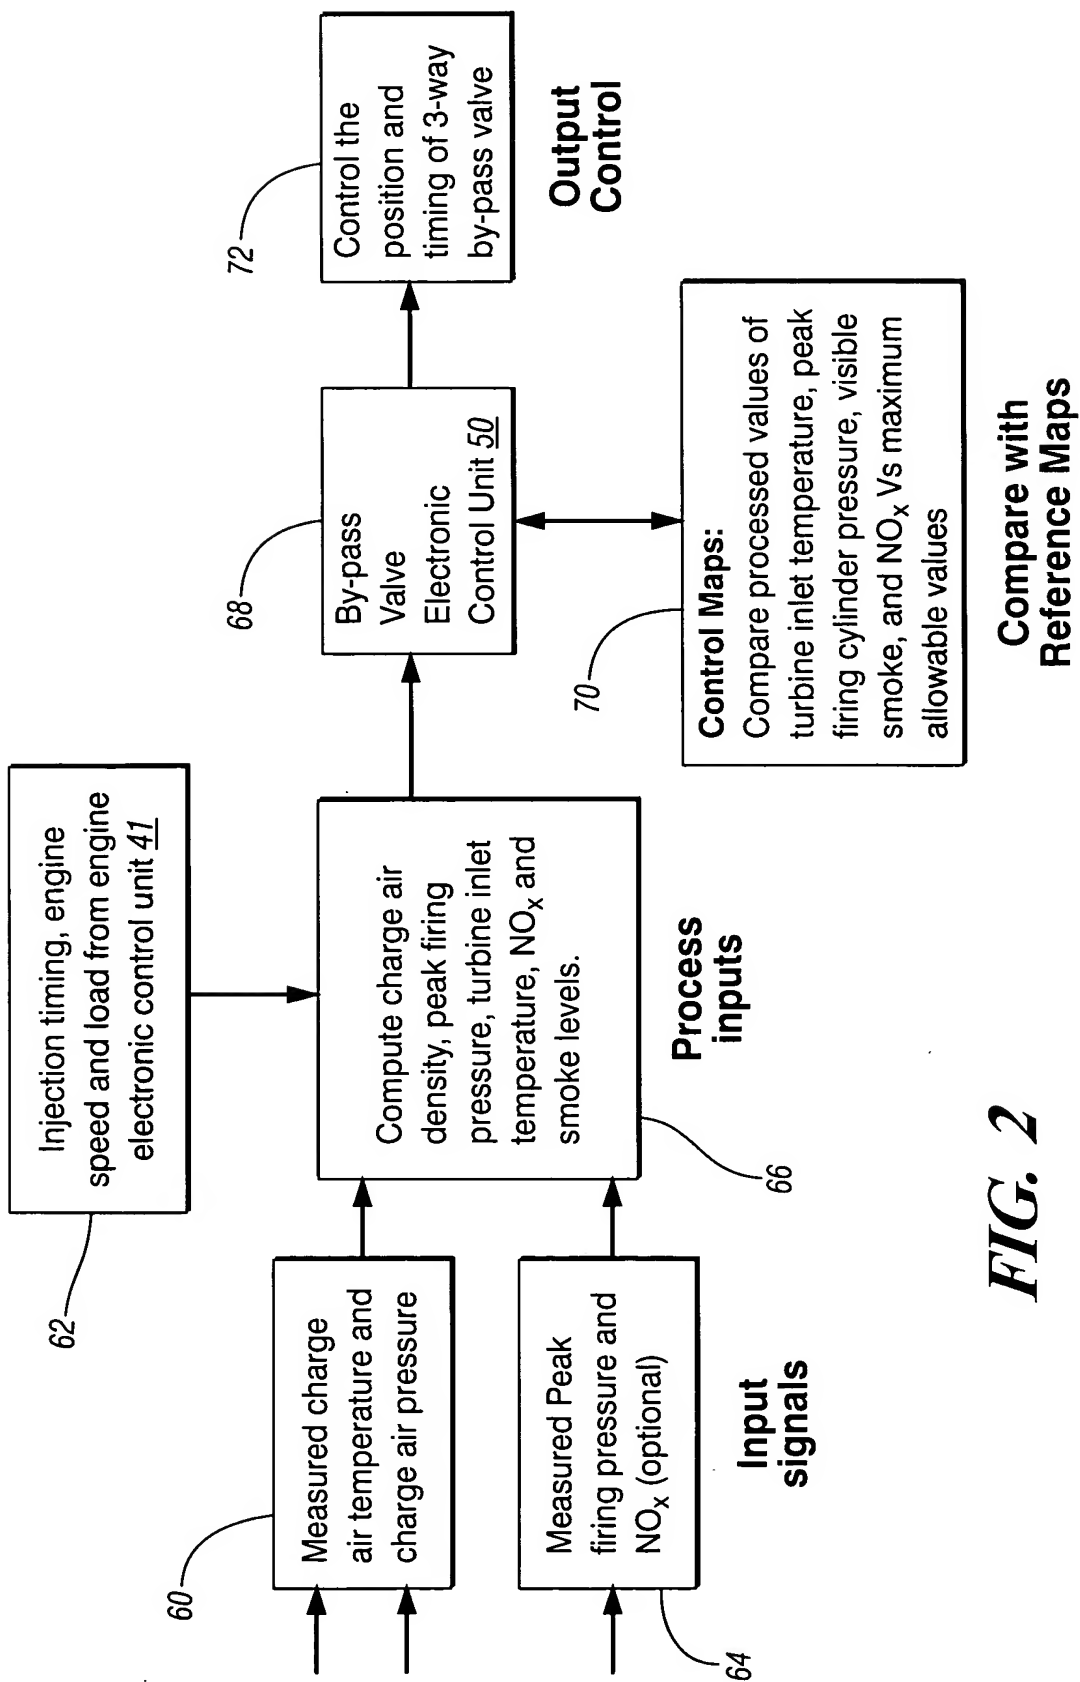 62
Injection timing, engine
speed and load from engine
electronic control unit 41
60
Measured charge
air temperature and
charge air pressure
64
Measured Peak
firing pressure and
NOx (optional)
Input
signals
66
Compute charge air
density, peak firing
pressure, turbine inlet
temperature, NOx and
smoke levels.
Process
inputs
68
By-pass
Valve
Electronic
Control Unit 50
70
Control Maps:
Compare processed values of
turbine inlet temperature, peak
firing cylinder pressure, visible
smoke, and NOx Vs maximum
allowable values
Compare with
Reference Maps
72
Control the
position and
timing of 3-way
by-pass valve
Output
Control
FIG. 2